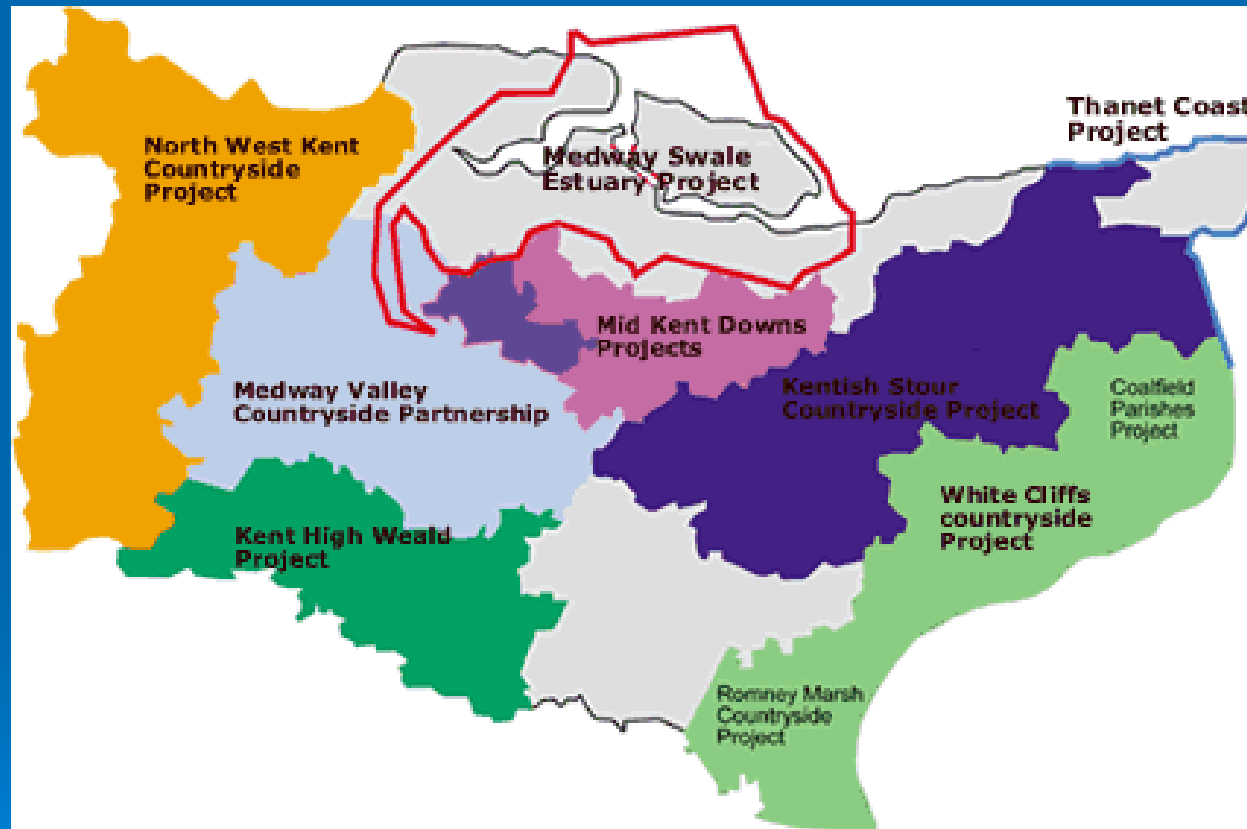 Thanet Coast
Project
North West Kent
Countryside
Project
Medway Swale
Estuary Project
Mid Kent Downs
Projects
Medway Valley
Countryside Partnership
Kentish Stour
Countryside Project
Coalfield
Parishes
Project
White Cliffs
countryside
Project
Kent High Weald
Project
Romney Marsh
Countryside
Project